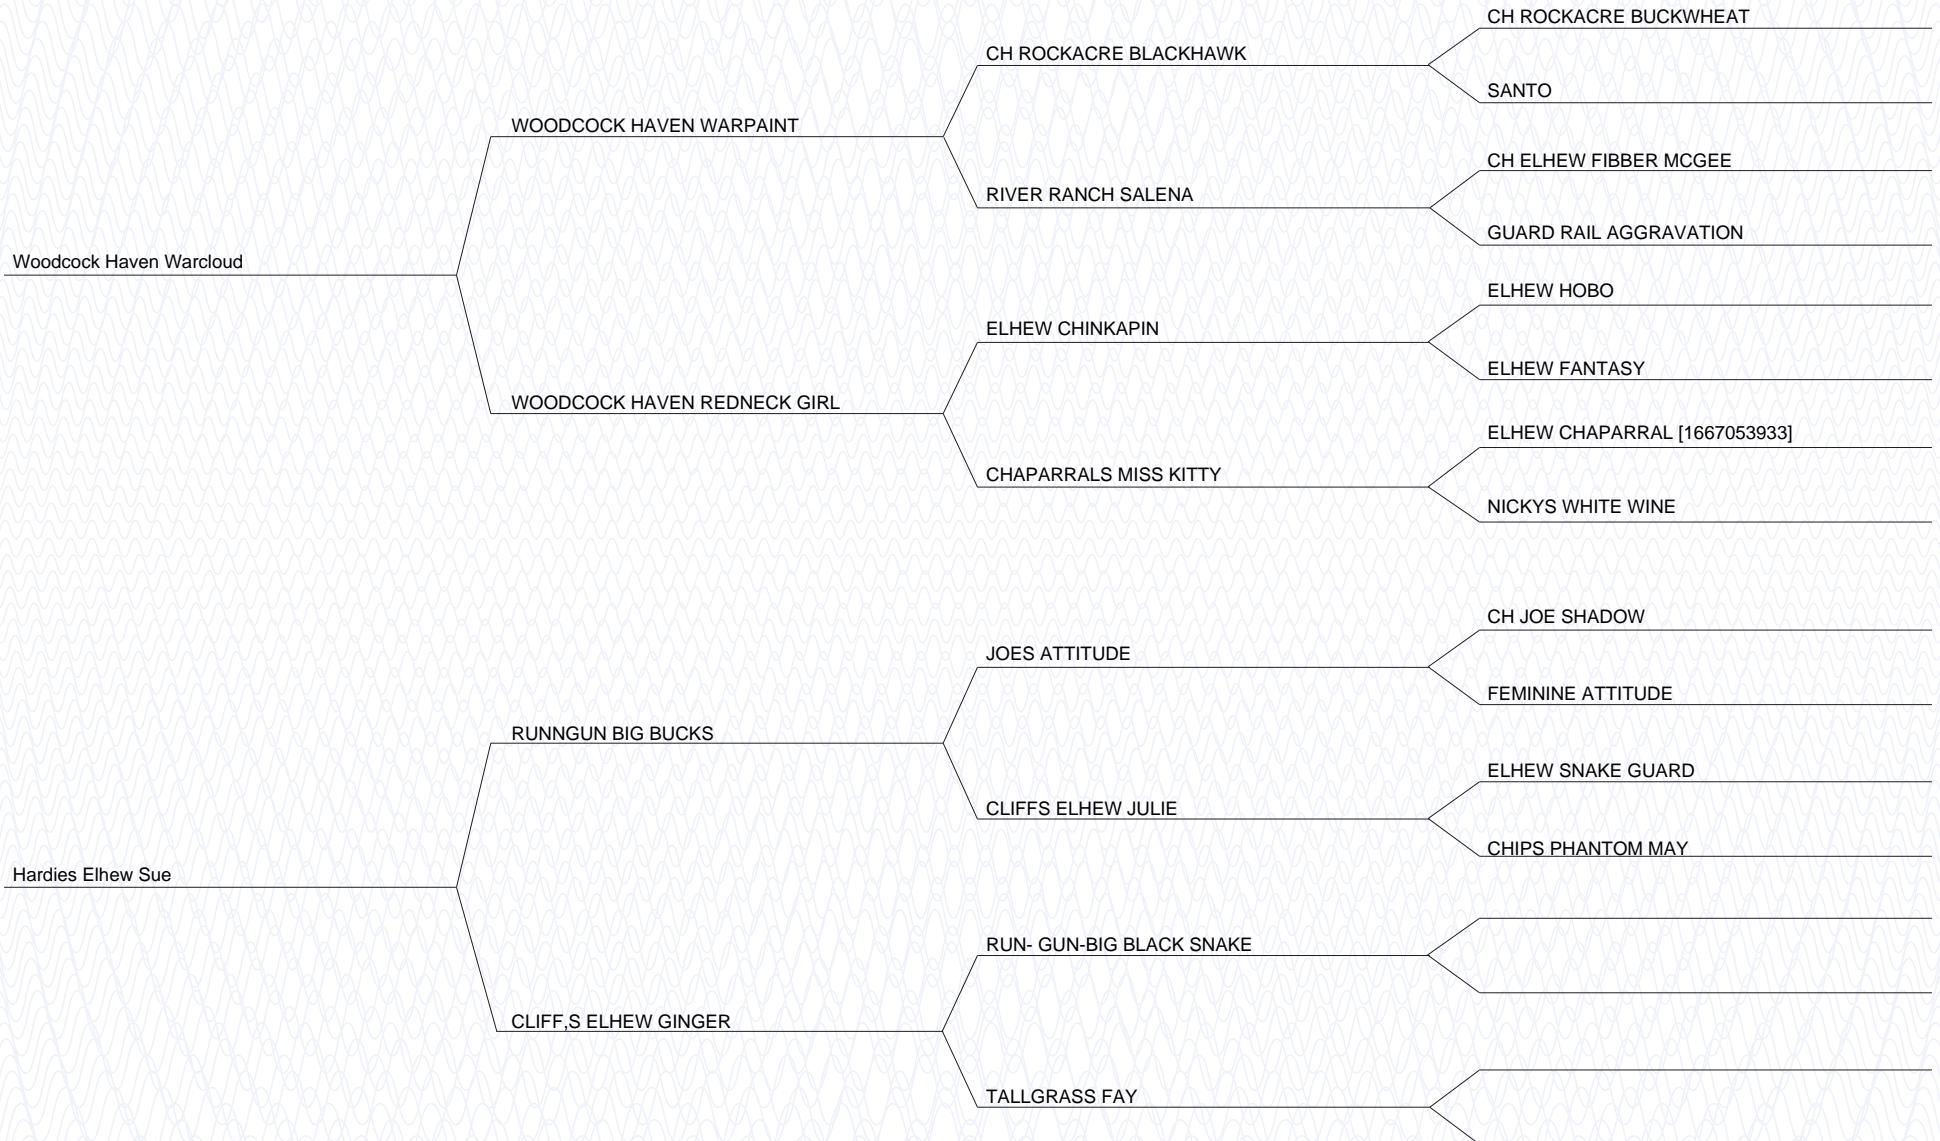 CH ROCKACRE BUCKWHEAT
CH ROCKACRE BLACKHAWK
SANTO
WOODCOCK HAVEN WARPAINT
CH ELHEW FIBBER MCGEE
RIVER RANCH SALENA
GUARD RAIL AGGRAVATION
Woodcock Haven Warcloud
ELHEW HOBO
ELHEW CHINKAPIN
ELHEW FANTASY
WOODCOCK HAVEN REDNECK GIRL
ELHEW CHAPARRAL [1667053933]
CHAPARRALS MISS KITTY
NICKYS WHITE WINE
CH JOE SHADOW
JOES ATTITUDE
FEMININE ATTITUDE
RUNNGUN BIG BUCKS
ELHEW SNAKE GUARD
CLIFFS ELHEW JULIE
CHIPS PHANTOM MAY
Hardies Elhew Sue
RUN- GUN-BIG BLACK SNAKE
CLIFF,S ELHEW GINGER
TALLGRASS FAY